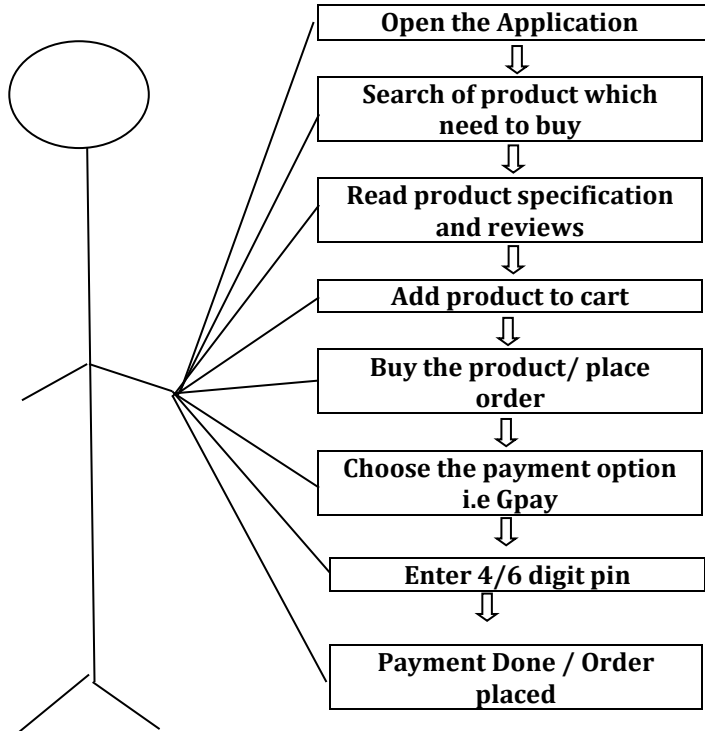 Open the Application
Search of product which
need to buy
Read product specification
and reviews
Add product to cart
Buy the product/ place
order
Choose the payment option
i.e Gpay
Enter 4/6 digit pin
Payment Done / Order
placed